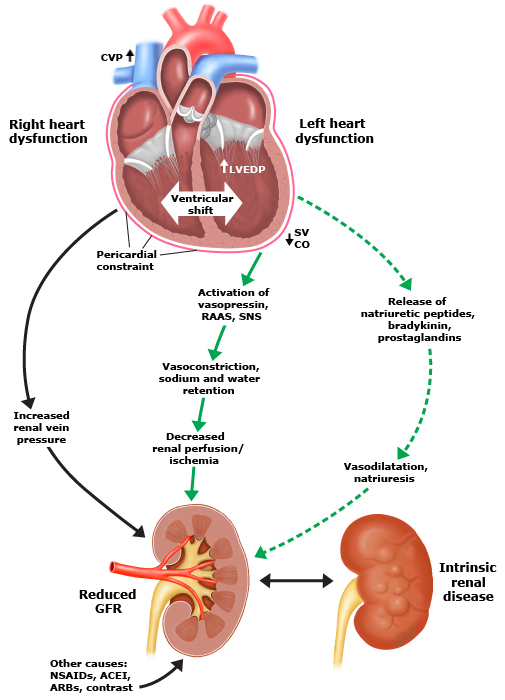 CVP ↑
Right heart
dysfunction
Left heart
dysfunction
↑ LVEDP
Ventricular
shift
↓ SV
CO
Pericardial
constraint
Activation of
vasopressin,
RAAS, SNS
Release of
natriuretic peptides,
bradykinin,
prostaglandins
Vasoconstriction,
sodium and water
retention
Increased
renal vein
pressure
Decreased
renal perfusion/
ischemia
Vasodilatation,
natriuresis
Reduced
GFR
Intrinsic
renal
disease
Other causes:
NSAIDs, ACEI,
ARBs, contrast